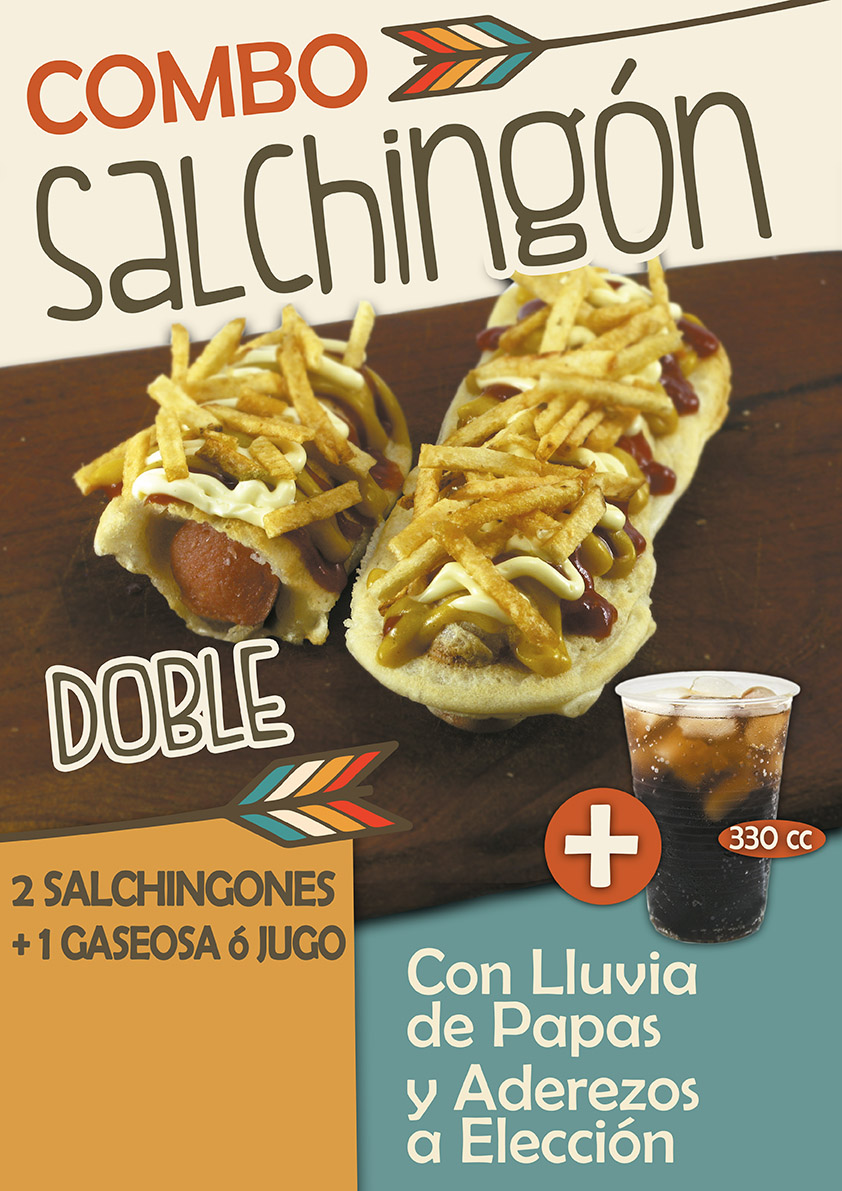 COMBO
Salchingón
DOBLE
330 cc
2 SALCHINGONES
+ 1 GASEOSA ó JUGO
Con Lluvia
de Papas
y Aderezos
a Elección